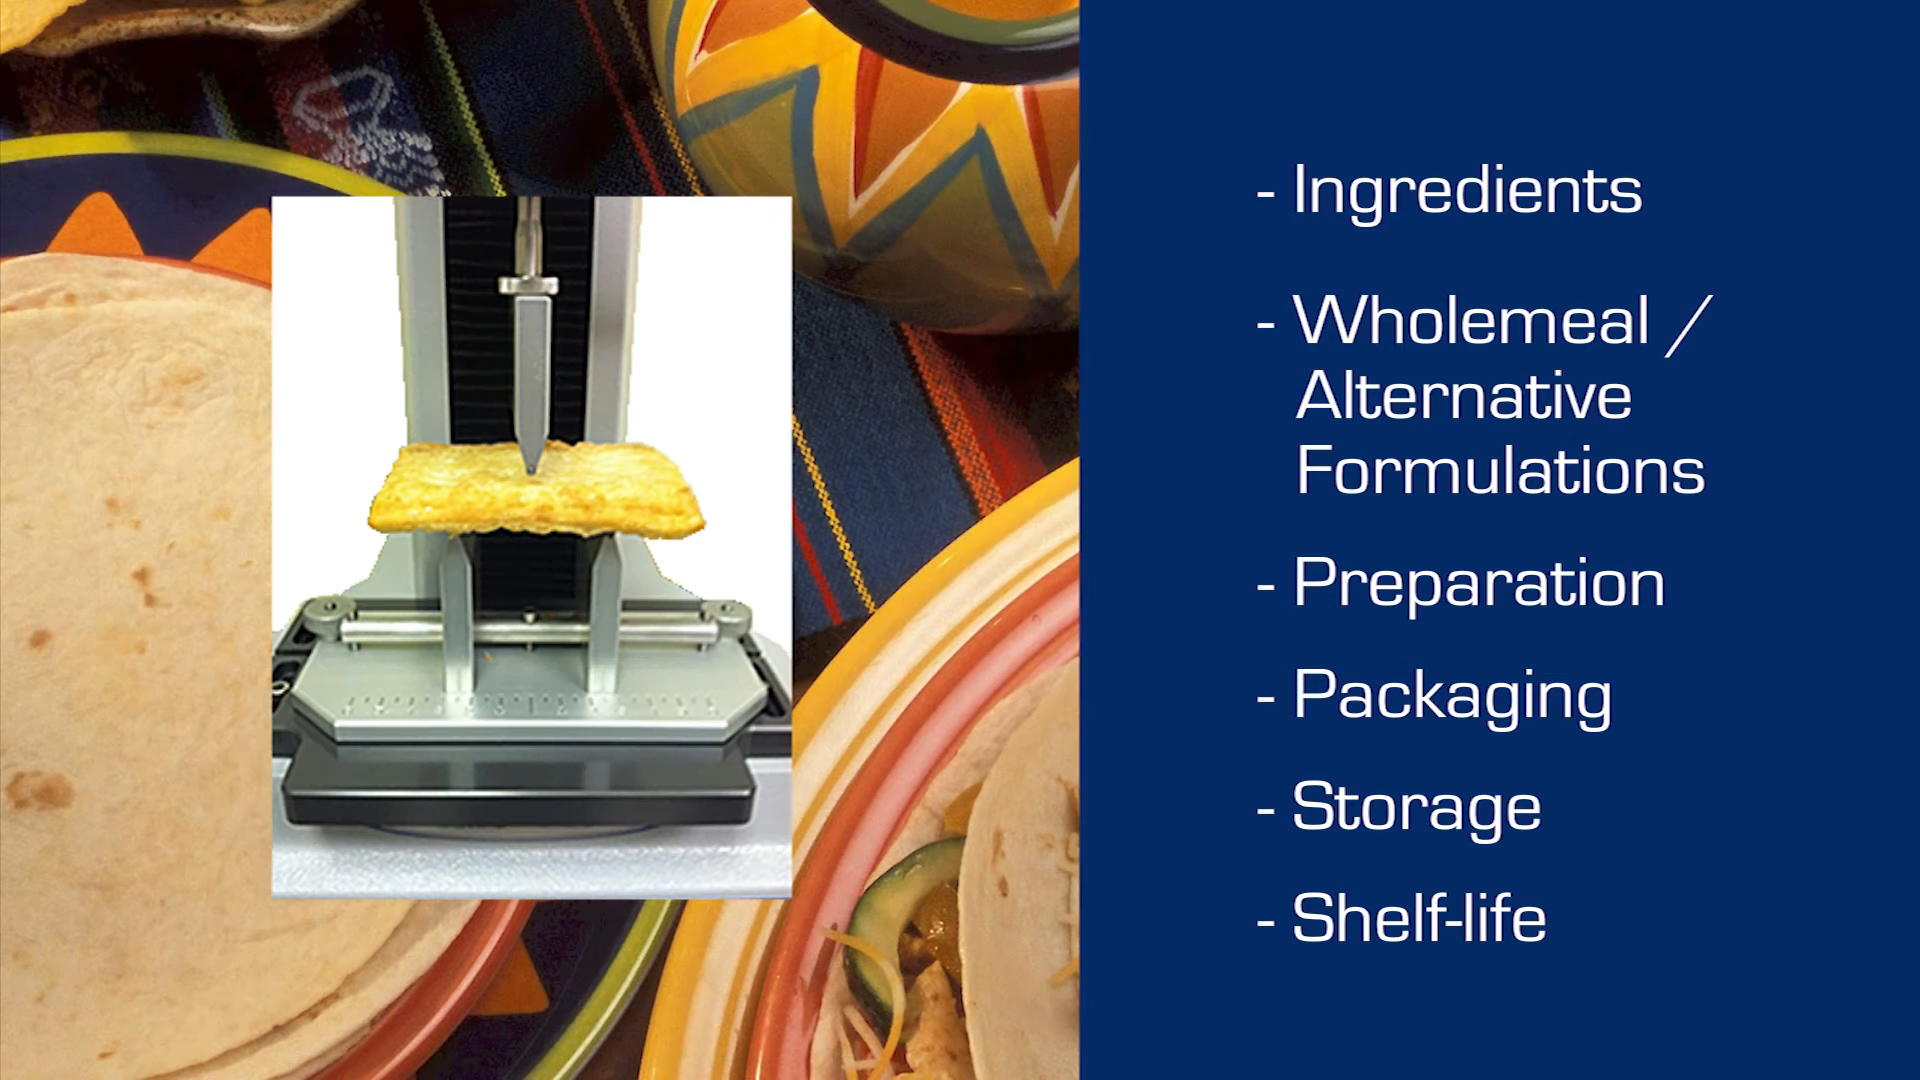 - Ingredients
- Wholemeal /
Alternative
Formulations
- Preparation
- Packaging
- Storage
- Shelf-life